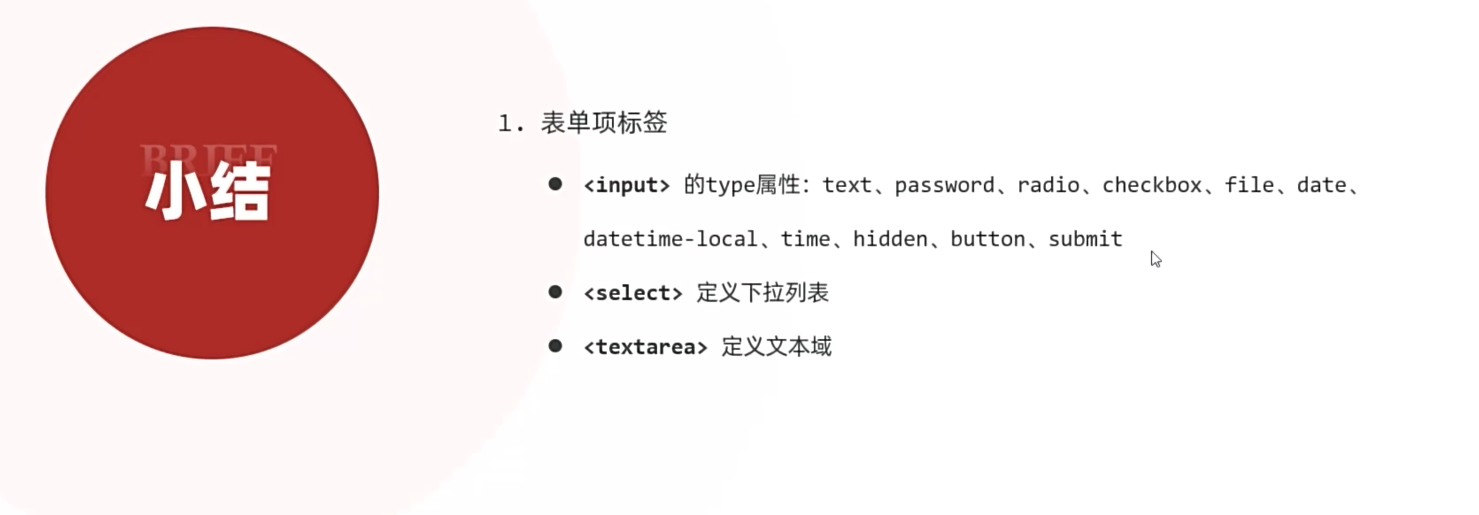 BRIEF
小结
1. 表单项标签
● <input> 的type属性：text、password、radio、checkbox、file、date、
datetime-local、time、hidden、button、submit
● <select> 定义下拉列表
● <textarea> 定义文本域